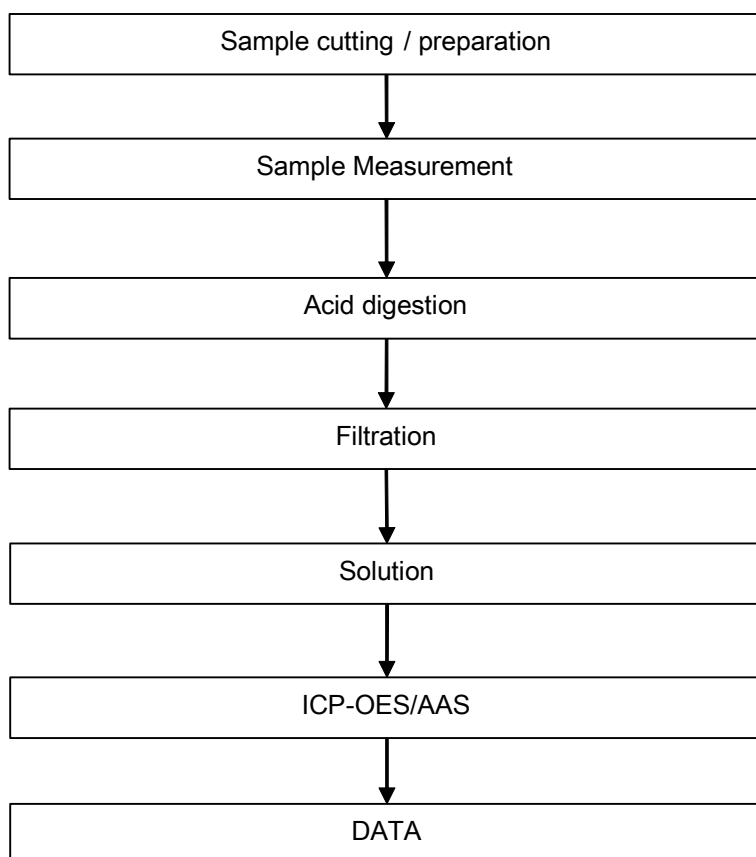 Sample cutting / preparation
Sample Measurement
Acid digestion
Filtration
Solution
ICP-OES/AAS
DATA